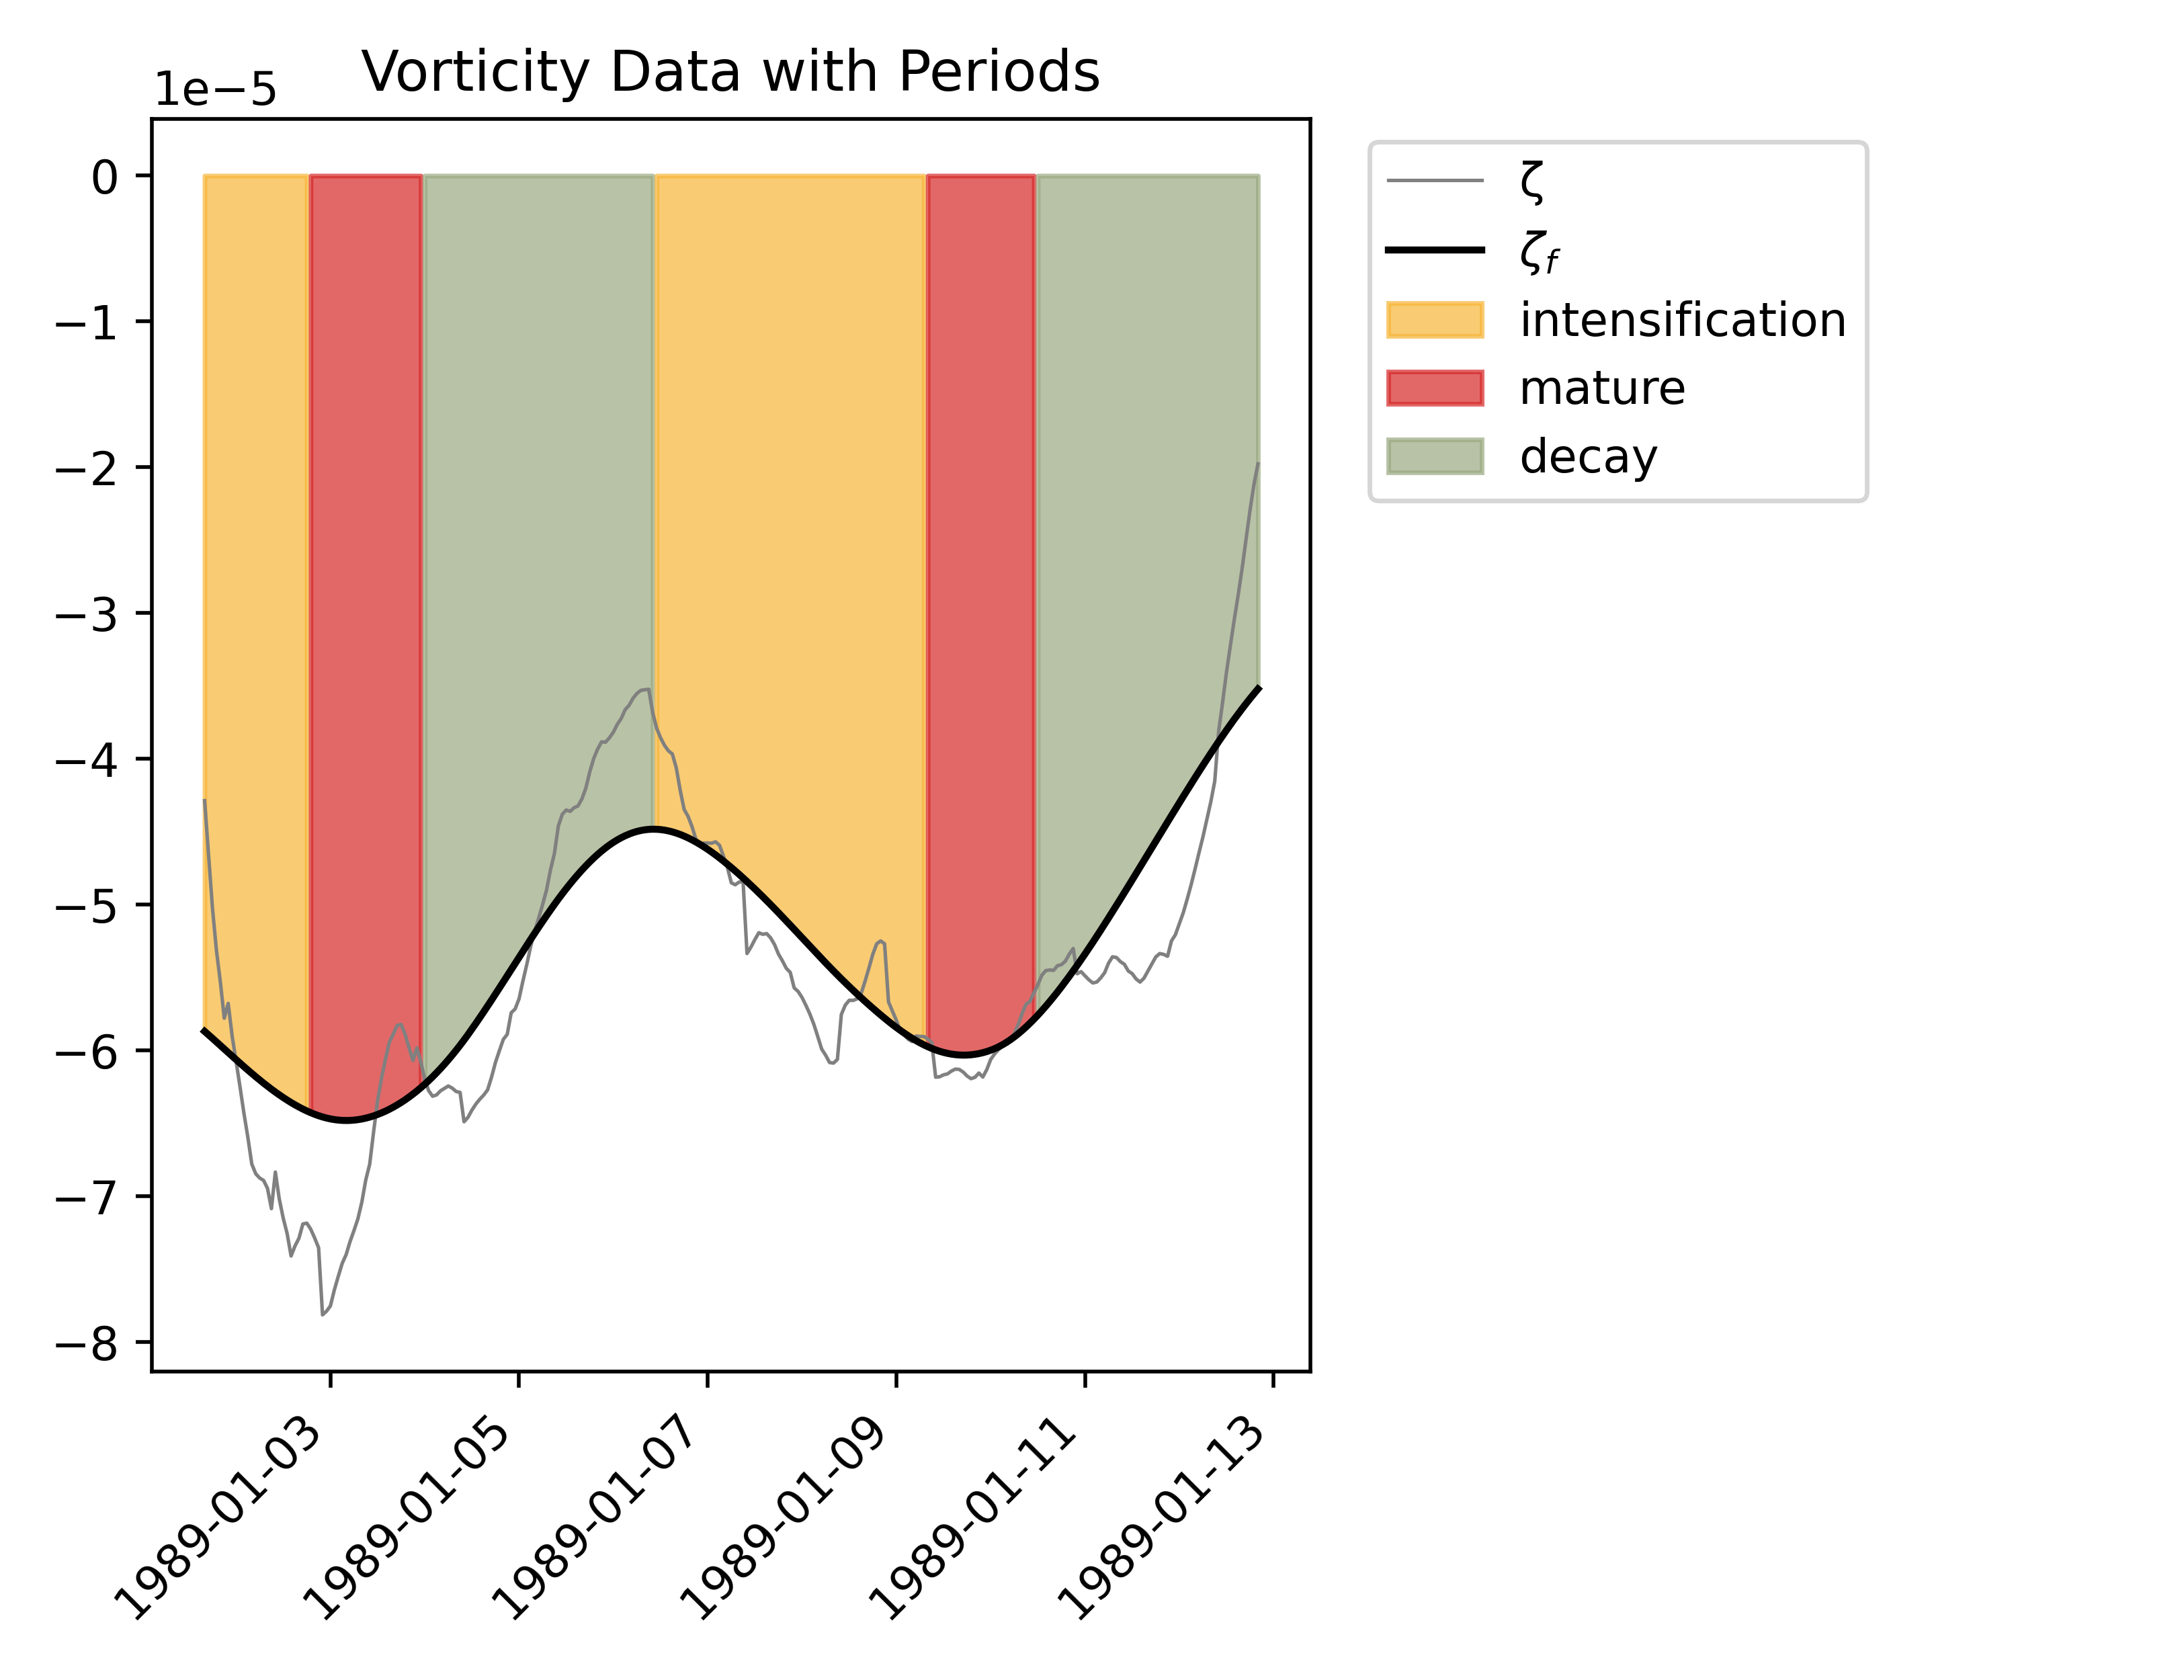 Vorticity Data with Periods
1e−5
0
−1
−2
−3
−4
−5
−6
−7
−8
1989-01-03
1989-01-05
1989-01-07
1989-01-09
1989-01-11
1989-01-13
ζ
ζf
intensification
mature
decay